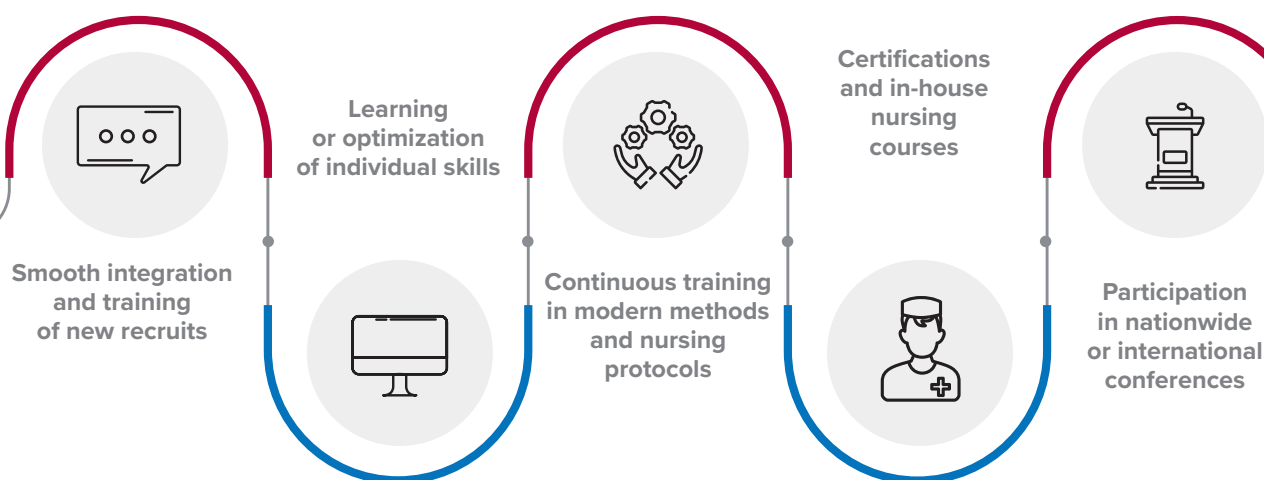 Smooth integration
and training
of new recruits
Learning
or optimization
of individual skills
Continuous training
in modern methods
and nursing
protocols
Certifications
and in-house
nursing
courses
Participation
in nationwide
or international
conferences